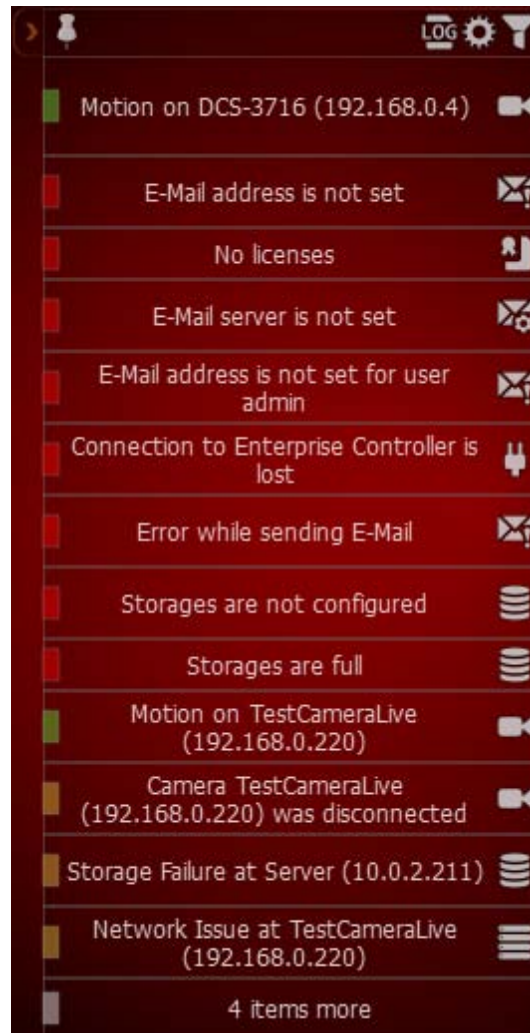 LOG
Motion on DCS-3716 (192.168.0.4)
E-Mail address is not set
No licenses
E-Mail server is not set
E-Mail address is not set for user
admin
Connection to Enterprise Controller is
lost
Error while sending E-Mail
Storages are not configured
Storages are full
Motion on TestCameraLive
(192.168.0.220)
Camera TestCameraLive
(192.168.0.220) was disconnected
Storage Failure at Server (10.0.2.211)
Network Issue at TestCameraLive
(192.168.0.220)
4 items more